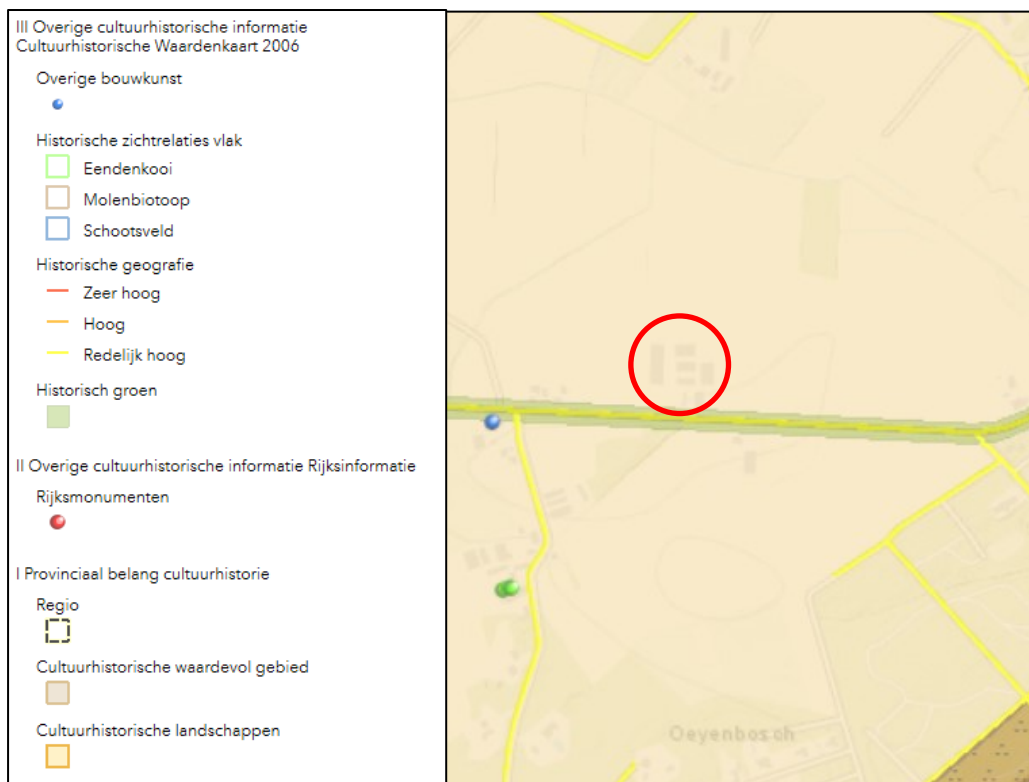 III Overige cultuurhistorische informatie
Cultuurhistorische Waardenkaart 2006
Overige bouwkunst
Historische zichtrelaties vlak
Eendenkooi
Molenbiotoop
Schootsveld
Historische geografie
Zeer hoog
Hoog
Redelijk hoog
Historisch groen
II Overige cultuurhistorische informatie Rijksinformatie
Rijksmonumenten
I Provinciaal belang cultuurhistorie
Regio
Cultuurhistorische waardevol gebied
Cultuurhistorische landschappen
Oeyenbosch